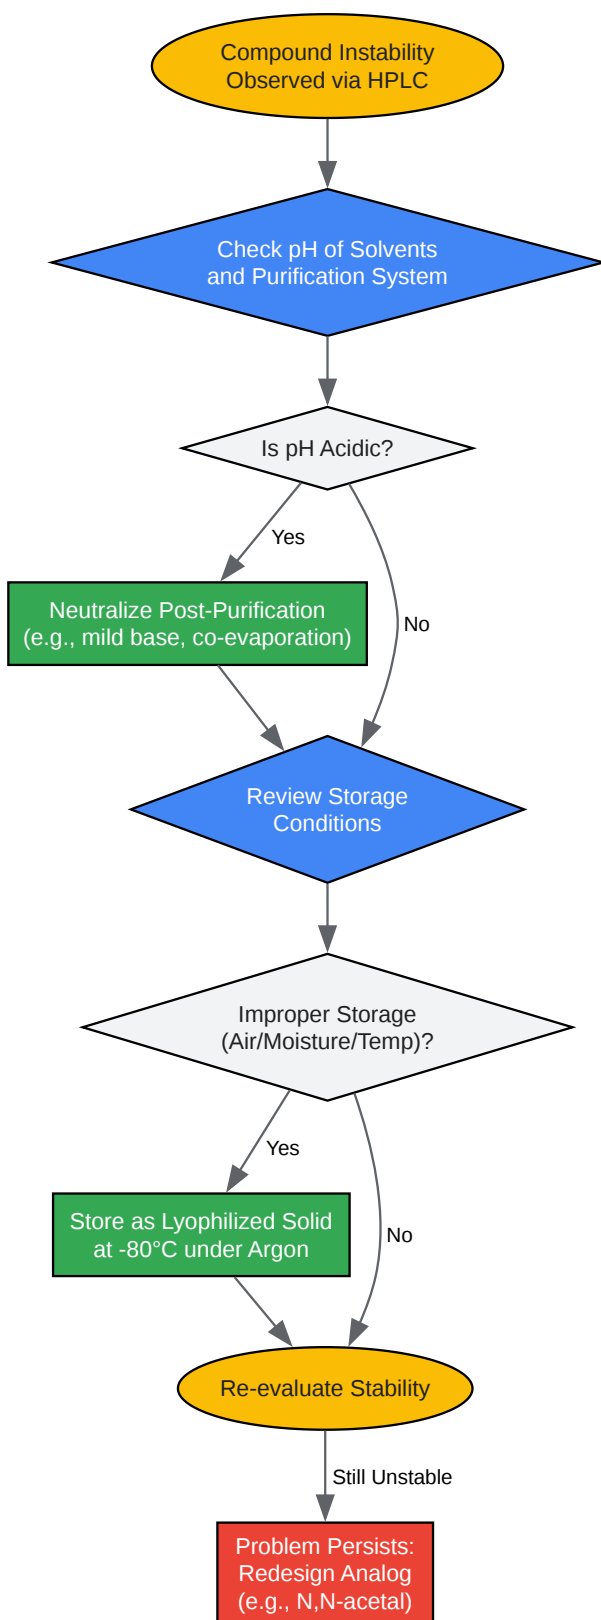 Compound Instability
Observed via HPLC
Check pH of Solvents
and Purification System
Is pH Acidic?
Yes
Neutralize Post-Purification
(e.g., mild base, co-evaporation)
No
Review Storage
Conditions
Improper Storage
(Air/Moisture/Temp)?
Yes
Store as Lyophilized Solid
at -80°C under Argon
No
Re-evaluate Stability
Still Unstable
Problem Persists:
Redesign Analog
(e.g., N,N-acetal)